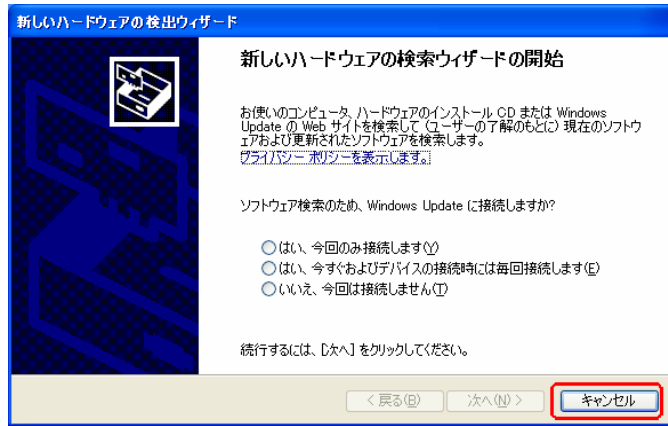 新しいハードウェアの検出ウィザード
新しいハードウェアの検索ウィザードの開始
お使いのコンピュータ、ハードウェアのインストール CD または Windows
Update の Web サイトを検索して (ユーザーの了解のもとに) 現在のソフトウ
ェアおよび更新されたソフトウェアを検索します。
プライバシー ポリシーを表示します。
ソフトウェア検索のため、Windows Update に接続しますか?
はい、今回のみ接続します(Y)
はい、今すぐおよびデバイスの接続時には毎回接続します(E)
いいえ、今回は接続しません(T)
続行するには、[次へ] をクリックしてください。
< 戻る(B) 次へ(N) > キャンセル